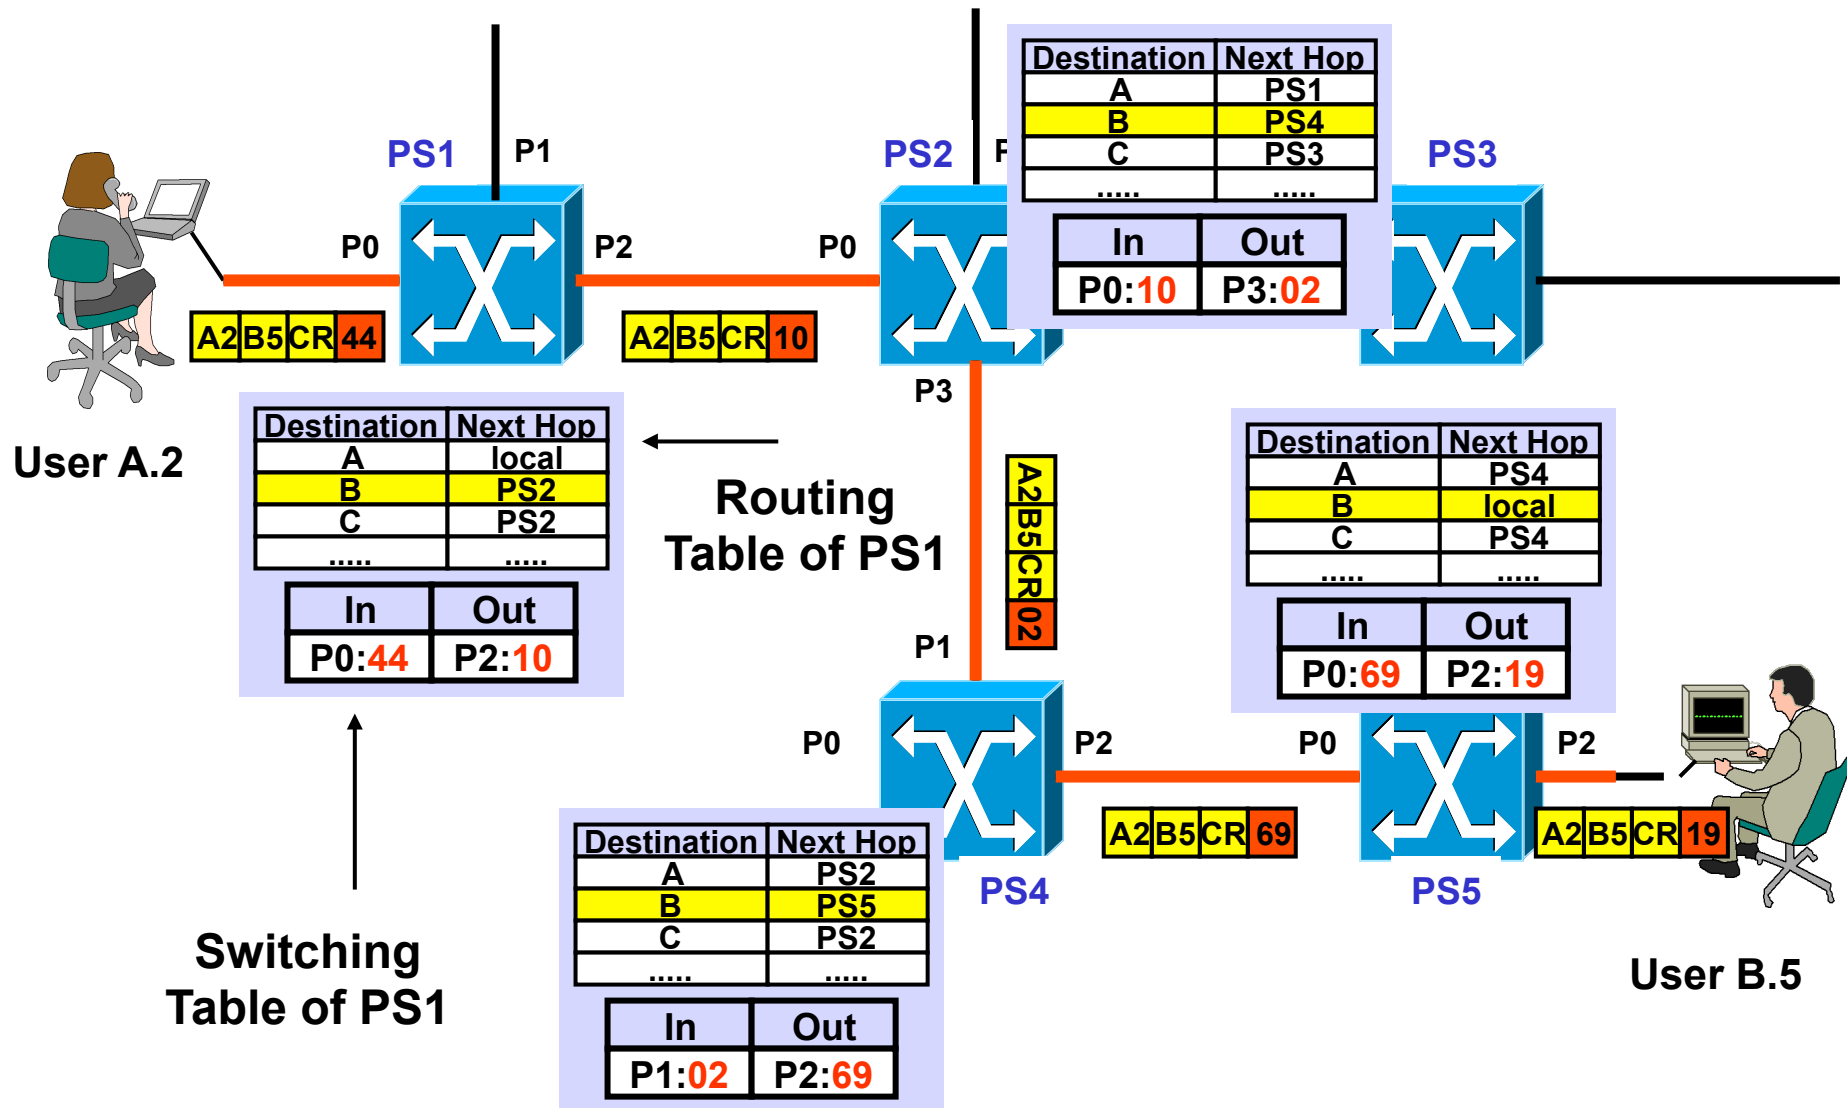 Destination Next Hop
A PS1
B PS4
C PS3
..... .....
In Out
P0:10 P3:02
PS1 P1
PS2
PS3
P0
P2
P0
A2 B5 CR 44
A2 B5 CR 10
P3
User A.2
Destination Next Hop
A local
B PS2
C PS2
..... .....
In Out
P0:44 P2:10
Routing
Table of PS1
A2 B5 CR 02
Destination Next Hop
A PS4
B local
C PS4
..... .....
In Out
P0:69 P2:19
P1
P0
P2
P0
P2
A2 B5 CR 69
A2 B5 CR 19
PS4
PS5
Destination Next Hop
A PS2
B PS5
C PS2
..... .....
In Out
P1:02 P2:69
Switching
Table of PS1
User B.5